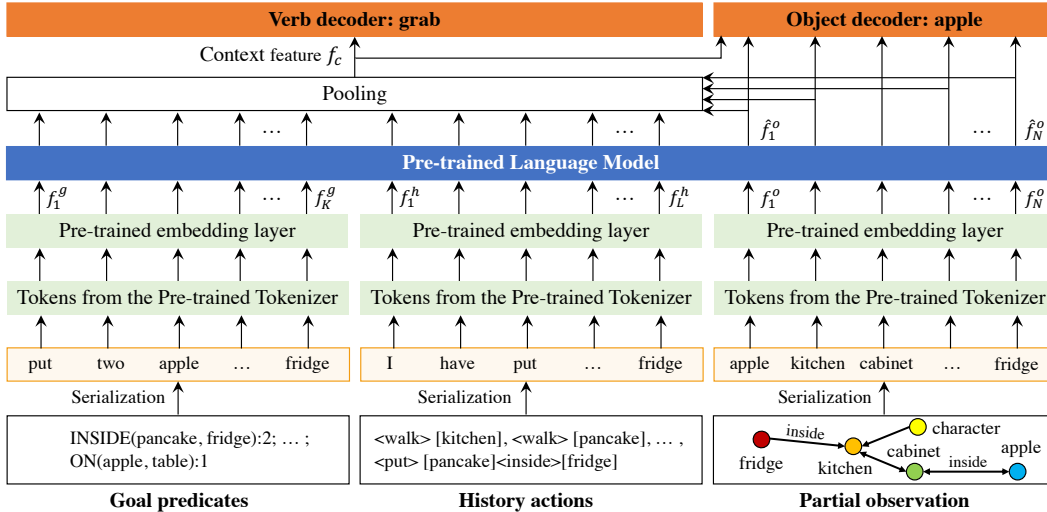 Verb decoder: grab
Object decoder: apple
Context feature f_c
Pooling
… … f̂_1^o … f̂_N^o
Pre-trained Language Model
f_1^g … f_K^g f_1^h … f_L^h f_1^o … f_N^o
Pre-trained embedding layer
Pre-trained embedding layer
Pre-trained embedding layer
Tokens from the Pre-trained Tokenizer
Tokens from the Pre-trained Tokenizer
Tokens from the Pre-trained Tokenizer
put two apple … fridge
I have put … fridge
apple kitchen cabinet … fridge
Serialization
Serialization
Serialization
INSIDE(pancake, fridge):2; … ;
ON(apple, table):1
<walk> [kitchen], <walk> [pancake], … ,
<put> [pancake]<inside>[fridge]
character
inside
cabinet
apple
fridge
kitchen
inside
Goal predicates
History actions
Partial observation